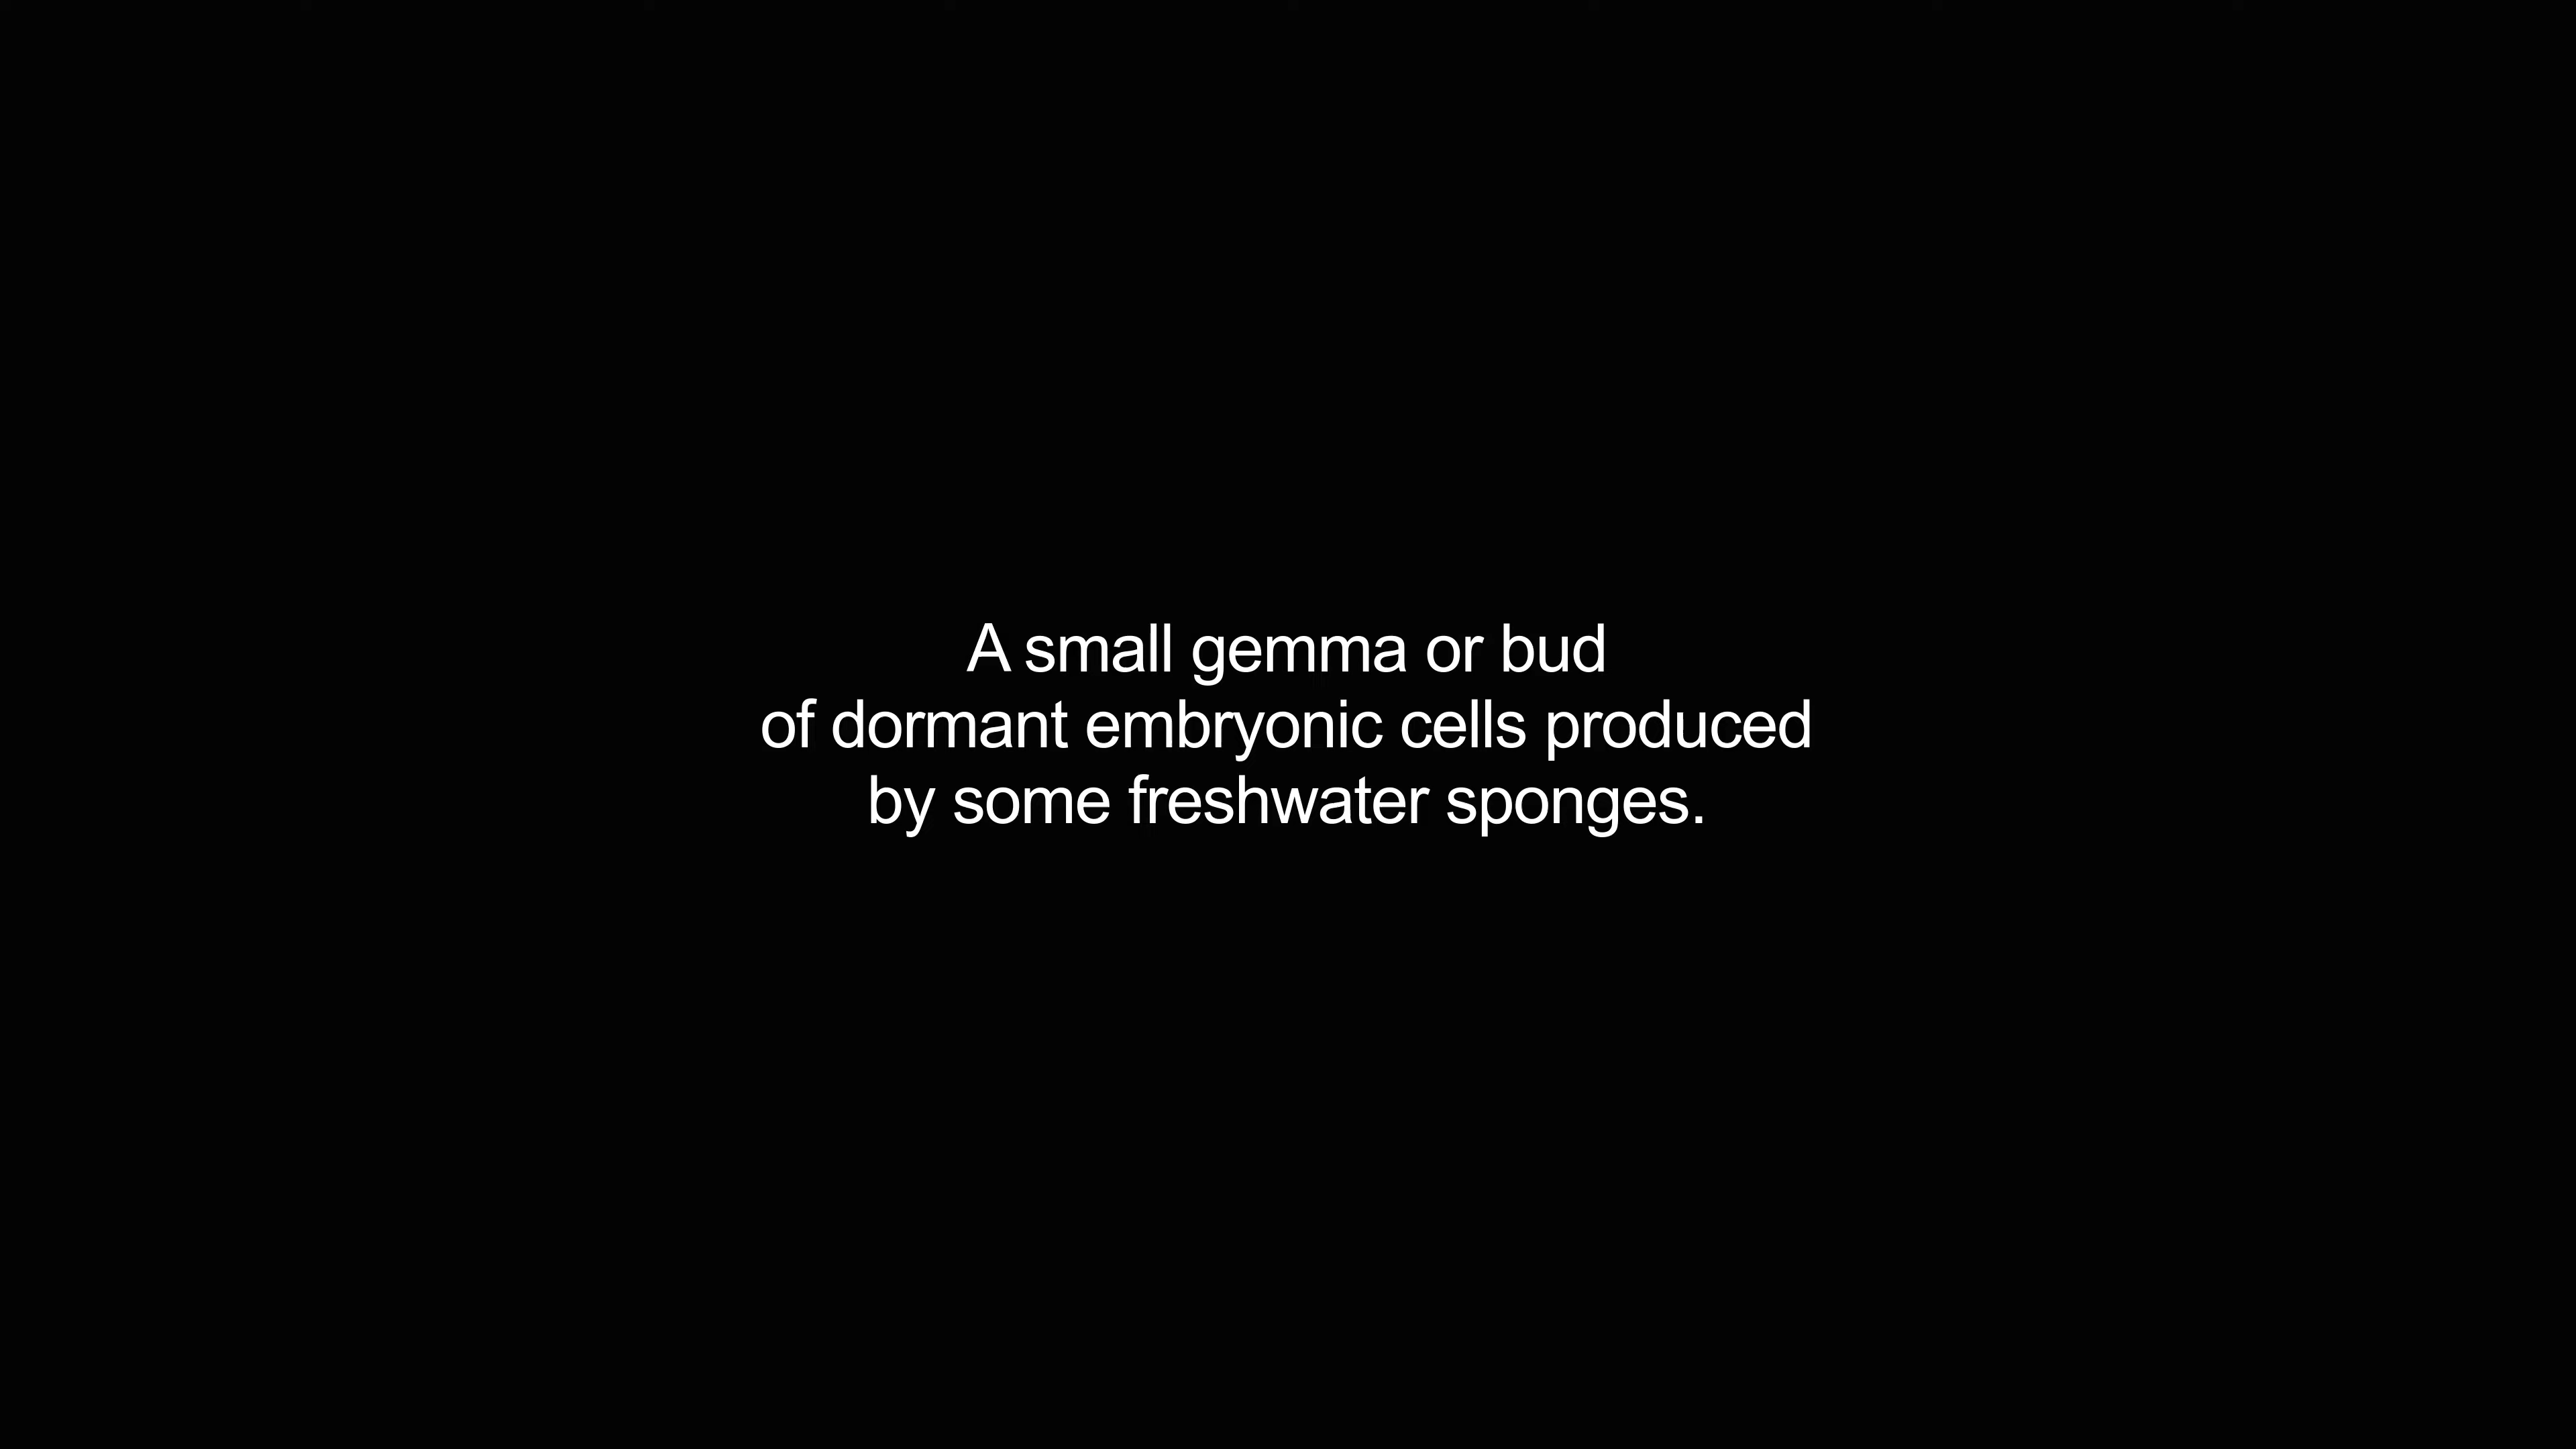 A small gemma or bud
of dormant embryonic cells produced
by some freshwater sponges.